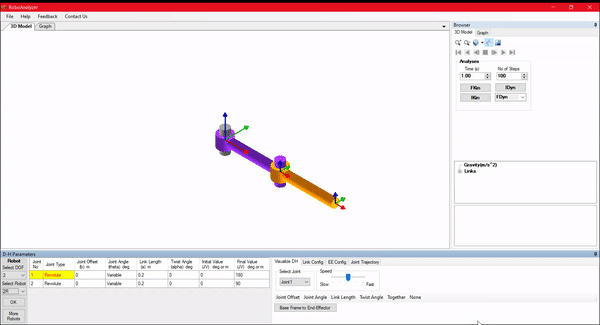 RoboAnalyzer
File Help Feedback Contact Us
3D Model Graph
Browser
3D Model Graph
Analyses
Time (s) No of Steps
1.00 100
FKin IDyn
IKin FDyn
Gravity(m/s^2)
Links
D-H Parameters
Robot
Select DOF
2
Select Robot
2R
OK
More Robots
Joint No Joint Type Joint Offset (b) m Joint Angle (theta) deg Link Length (a) m Twist Angle (alpha) deg Initial Value (JV) deg or m Final Value (JV) deg or m
1 Revolute 0 Variable 0.2 0 0 180
2 Revolute 0 Variable 0.2 0 0 90
Visualize DH Link Config EE Config Joint Trajectory
Select Joint Speed
Joint1 Slow Fast
Joint Offset Joint Angle Link Length Twist Angle Together None
Base Frame to End-Effector